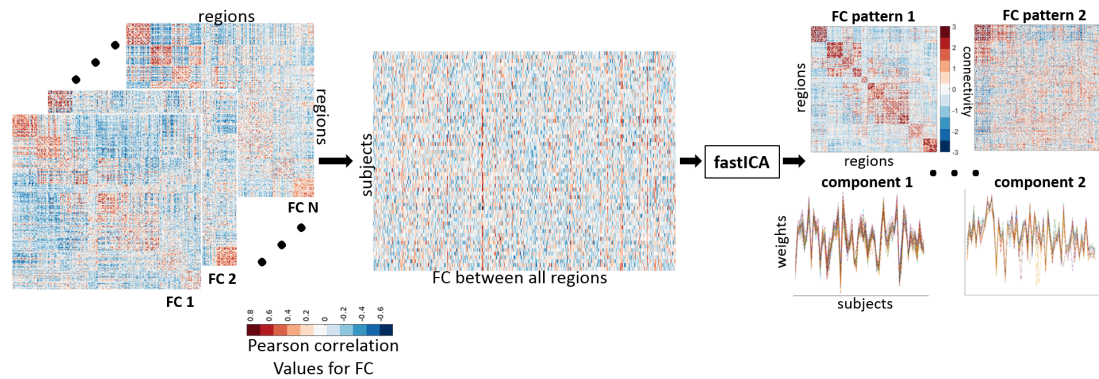 regions
regions
FC N
FC 2
FC 1
subjects
FC between all regions
0.8 0.6 0.4 0.2 0 -0.2 -0.4 -0.6
Pearson correlation
Values for FC
fastICA
FC pattern 1
FC pattern 2
regions
3
2
1
0
-1
-2
-3
connectivity
regions
component 1
component 2
weights
subjects